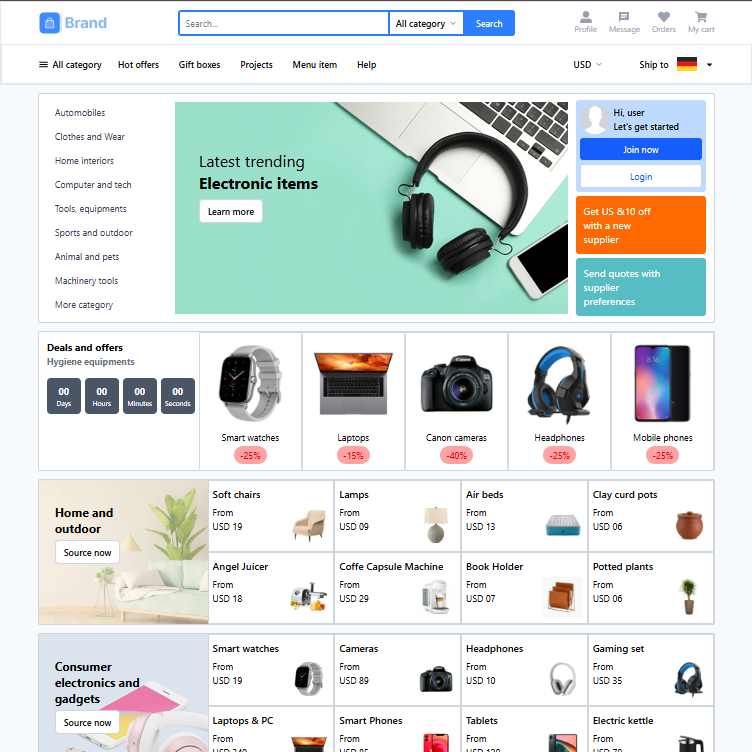 Brand
Search...
All category
Search
Profile
Message
Orders
My cart
All category
Hot offers
Gift boxes
Projects
Menu item
Help
USD
Ship to
Automobiles
Clothes and Wear
Home interiors
Computer and tech
Tools, equipments
Sports and outdoor
Animal and pets
Machinery tools
More category
Latest trending
Electronic items
Learn more
Hi, user
Let's get started
Join now
Login
Get US &10 off
with a new
supplier
Send quotes with
supplier
preferences
Deals and offers
Hygiene equipments
00
Days
00
Hours
00
Minutes
00
Seconds
Smart watches
-25%
Laptops
-15%
Canon
Canon cameras
-40%
Headphones
-25%
8:16
Mobile phones
-25%
Home and
outdoor
Source now
Soft chairs
From
USD 19
Lamps
From
USD 09
Air beds
From
USD 13
Clay curd pots
From
USD 06
Angel Juicer
From
USD 18
Coffe Capsule Machine
From
USD 29
Book Holder
From
USD 07
Potted plants
From
USD 06
Consumer
electronics and
gadgets
Source now
Smart watches
From
USD 19
Cameras
From
USD 89
Headphones
From
USD 10
Gaming set
From
USD 35
Laptops & PC
From
Smart Phones
From
Tablets
From
Electric kettle
From